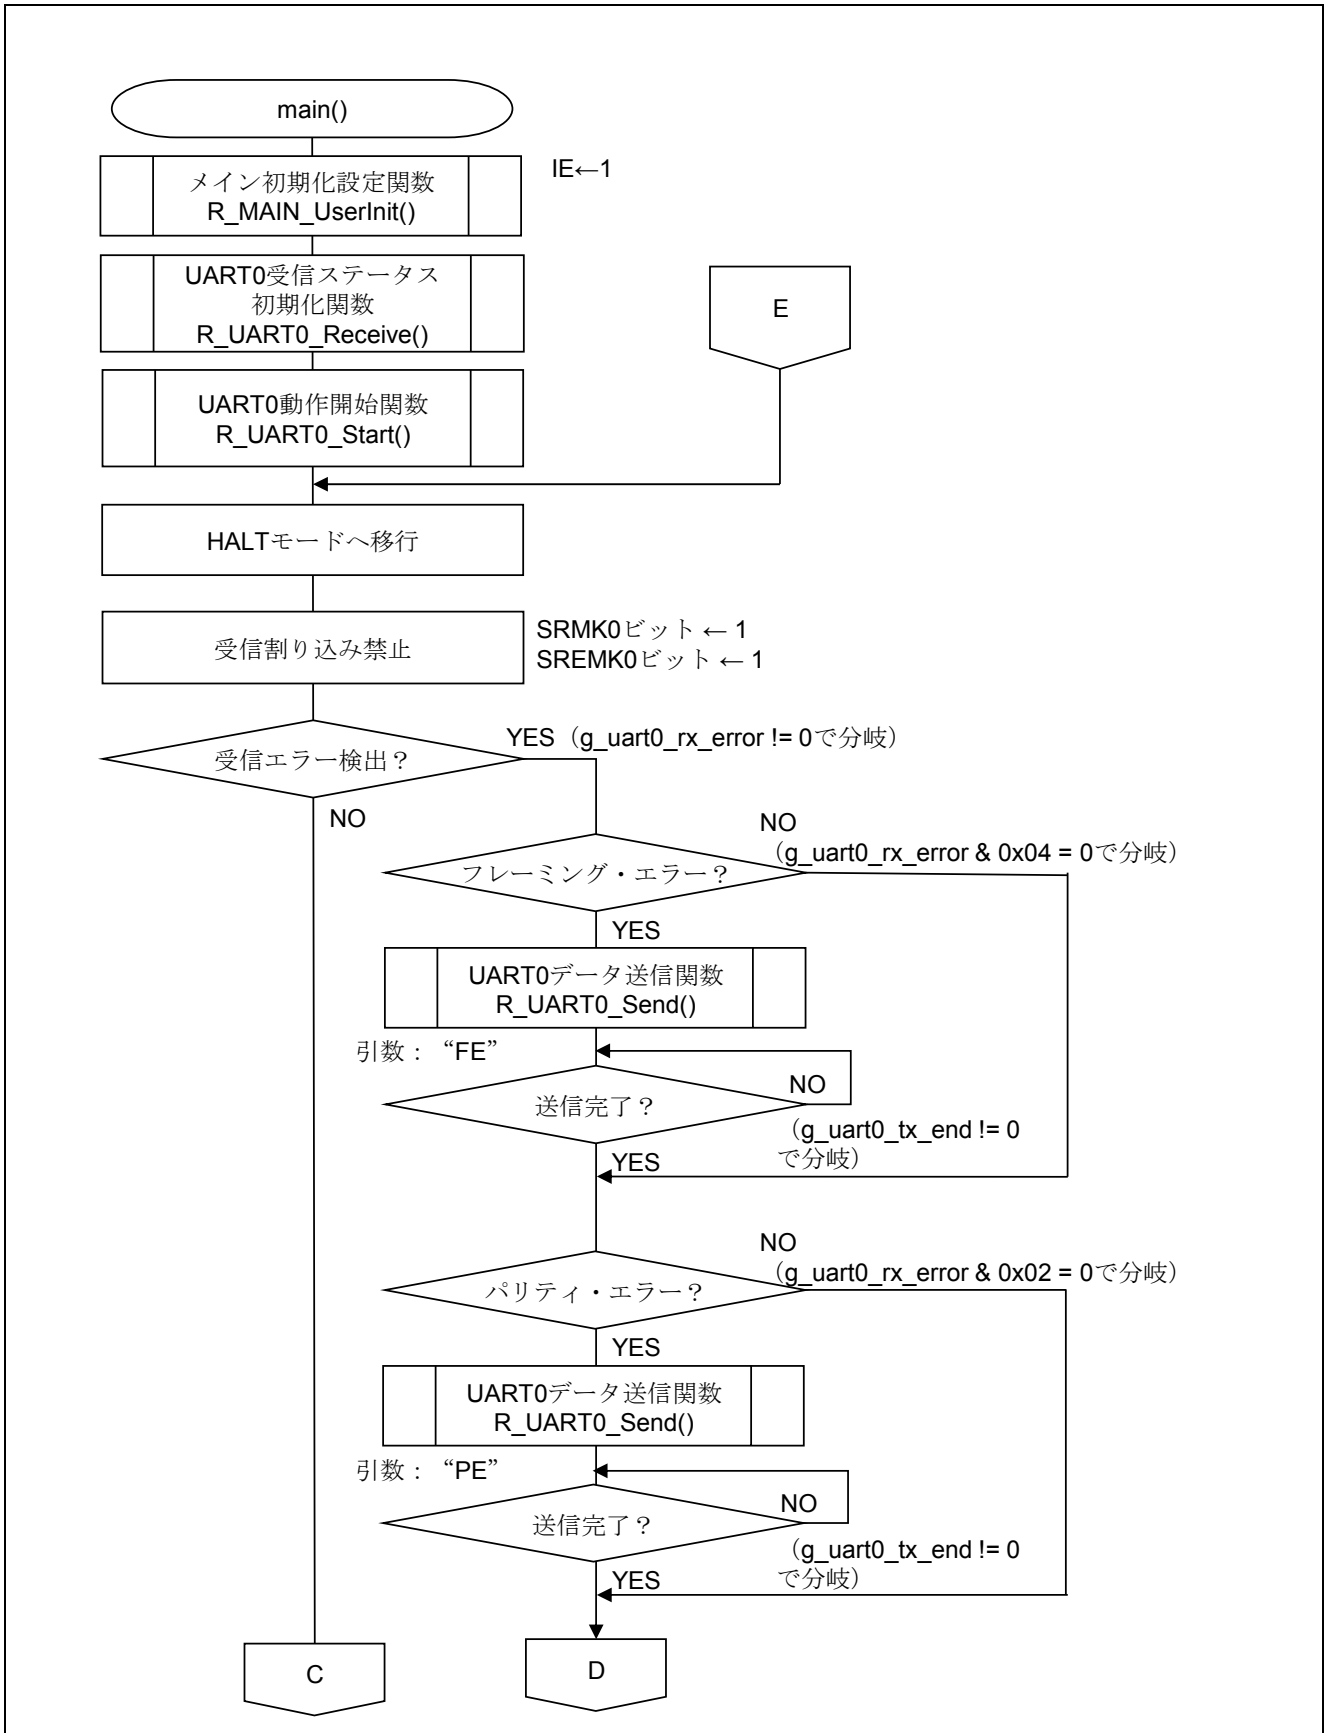 main()
メイン初期化設定関数
R_MAIN_UserInit()
IE←1
UART0受信ステータス
初期化関数
R_UART0_Receive()
E
UART0動作開始関数
R_UART0_Start()
HALTモードへ移行
受信割り込み禁止
SRMK0ビット ← 1
SREMK0ビット ← 1
受信エラー検出？
YES（g_uart0_rx_error != 0で分岐）
NO
フレーミング・エラー？
NO
（g_uart0_rx_error & 0x04 = 0で分岐）
YES
UART0データ送信関数
R_UART0_Send()
引数： “FE”
送信完了？
NO
（g_uart0_tx_end != 0
で分岐）
YES
パリティ・エラー？
NO
（g_uart0_rx_error & 0x02 = 0で分岐）
YES
UART0データ送信関数
R_UART0_Send()
引数： “PE”
送信完了？
NO
（g_uart0_tx_end != 0
で分岐）
YES
C
D